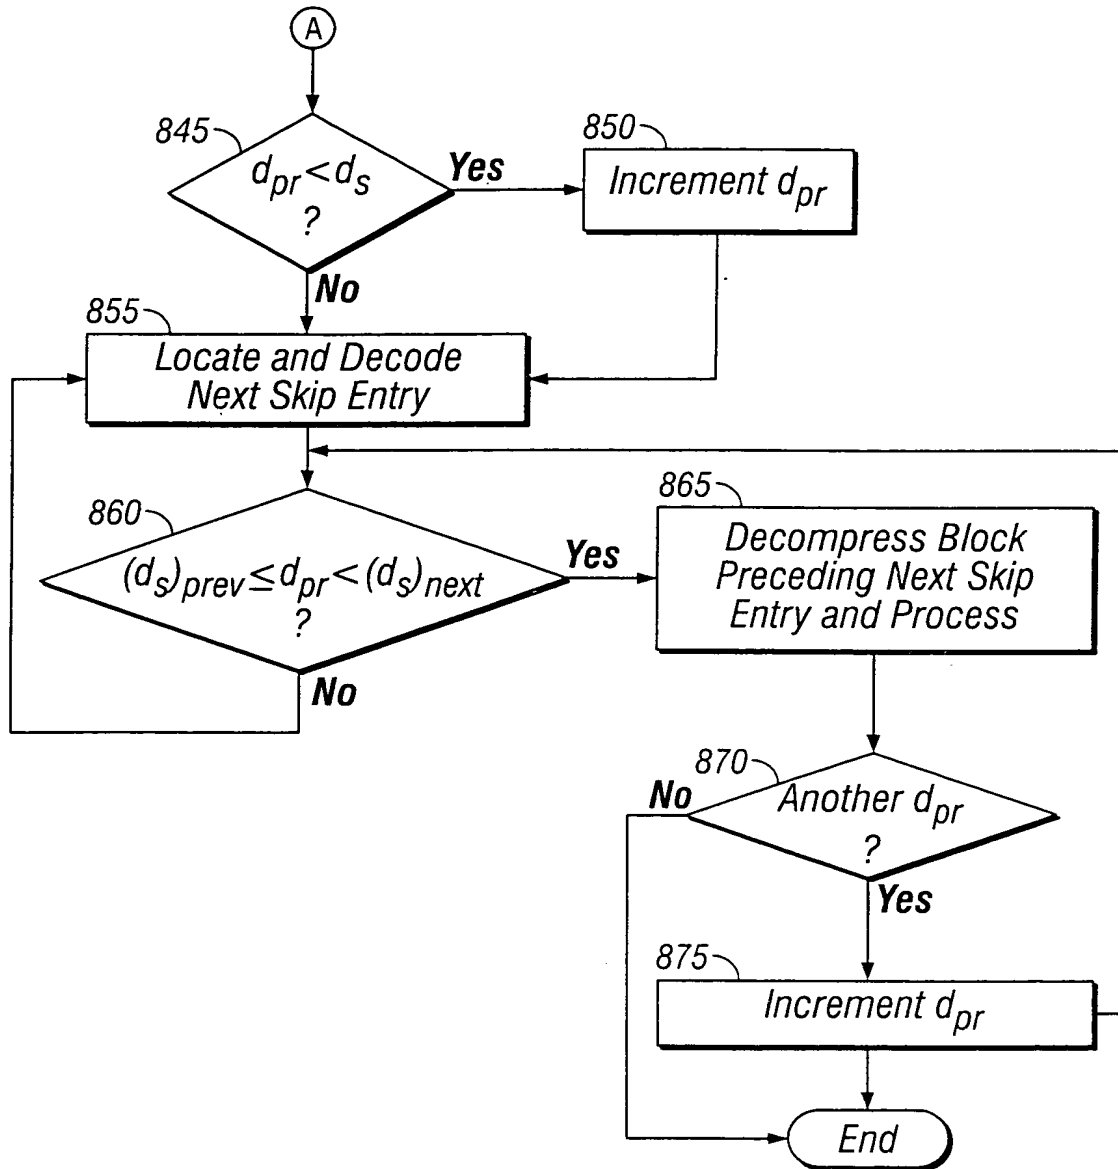 A
845
d_pr < d_s
?
Yes
850
Increment d_pr
No
855
Locate and Decode
Next Skip Entry
860
(d_s)_prev ≤ d_pr < (d_s)_next
?
Yes
865
Decompress Block
Preceding Next Skip
Entry and Process
No
870
Another d_pr
?
No
Yes
875
Increment d_pr
End